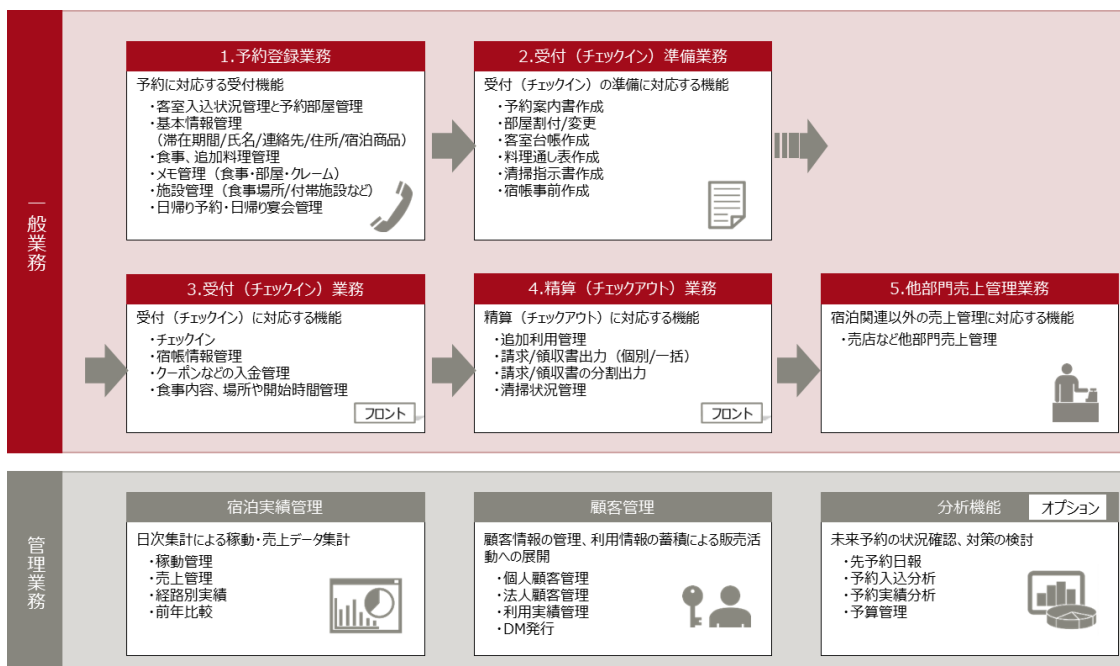 一般業務
1.予約登録業務
予約に対応する受付機能
・客室入込状況管理と予約部屋管理
・基本情報管理
（滞在期間/氏名/連絡先/住所/宿泊商品）
・食事、追加料理管理
・メモ管理（食事・部屋・クレーム）
・施設管理（食事場所/付帯施設など）
・日帰り予約・日帰り宴会管理
2.受付（チェックイン）準備業務
受付（チェックイン）の準備に対応する機能
・予約案内書作成
・部屋割付/変更
・客室台帳作成
・料理通し表作成
・清掃指示書作成
・宿帳事前作成
3.受付（チェックイン）業務
受付（チェックイン）に対応する機能
・チェックイン
・宿帳情報管理
・クーポンなどの入金管理
・食事内容、場所や開始時間管理
フロント
4.精算（チェックアウト）業務
精算（チェックアウト）に対応する機能
・追加利用管理
・請求/領収書出力（個別/一括）
・請求/領収書の分割出力
・清掃状況管理
フロント
5.他部門売上管理業務
宿泊関連以外の売上管理に対応する機能
・売店など他部門売上管理
管理業務
宿泊実績管理
日次集計による稼動・売上データ集計
・稼動管理
・売上管理
・経路別実績
・前年比較
顧客管理
顧客情報の管理、利用情報の蓄積による販売活
動への展開
・個人顧客管理
・法人顧客管理
・利用実績管理
・DM発行
分析機能
オプション
未来予約の状況確認、対策の検討
・先予約日報
・予約入込分析
・予約実績分析
・予算管理